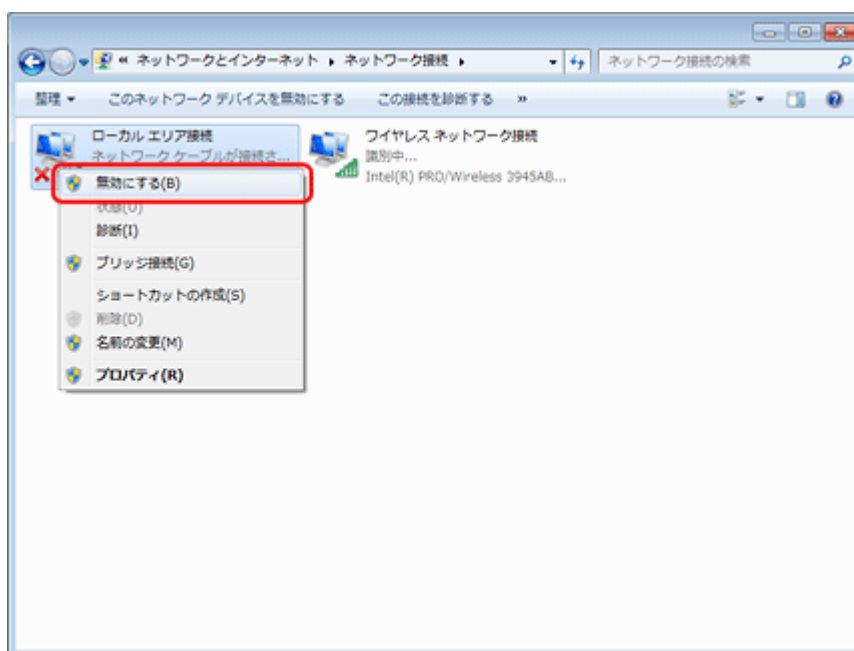 « ネットワークとインターネット ▸ ネットワーク接続 ▸
ネットワーク接続の検索
整理 ▼ このネットワーク デバイスを無効にする この接続を診断する »
ローカル エリア接続
ネットワーク ケーブルが接続さ...
ワイヤレス ネットワーク接続
識別中...
Intel(R) PRO/Wireless 3945AB...
無効にする(B)
状態(U)
診断(I)
ブリッジ接続(G)
ショートカットの作成(S)
削除(D)
名前の変更(M)
プロパティ(R)